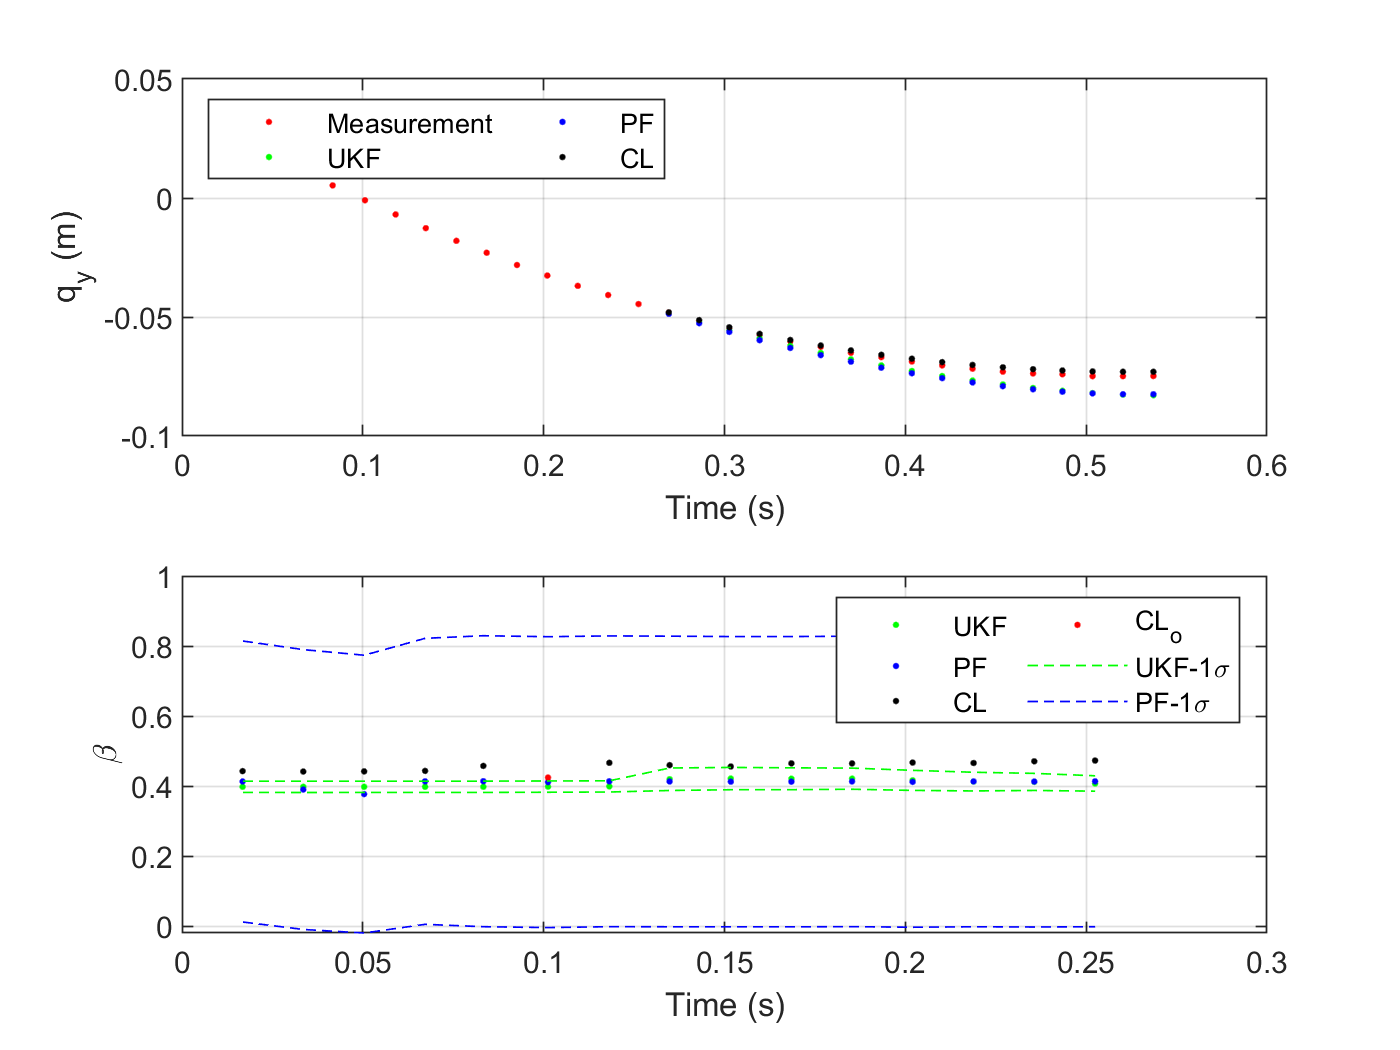 0.05
0
-0.05
-0.1
q_y (m)
Measurement PF
UKF CL
0 0.1 0.2 0.3 0.4 0.5 0.6
Time (s)
1
0.8
0.6
0.4
0.2
0
β
UKF CL_o
PF UKF-1σ
CL PF-1σ
0 0.05 0.1 0.15 0.2 0.25 0.3
Time (s)